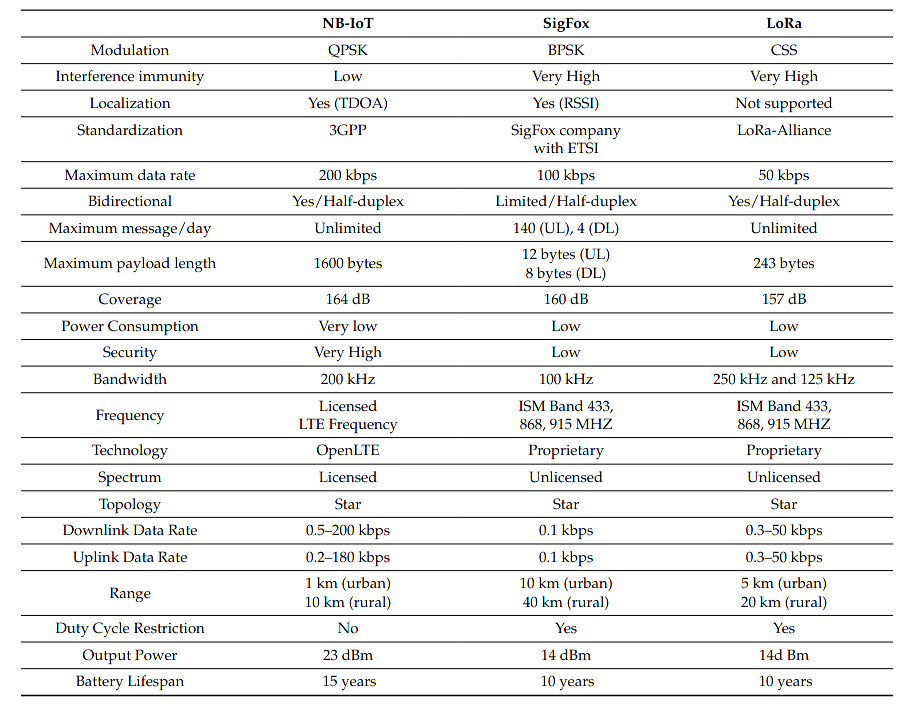 NB-IoT SigFox LoRa
Modulation QPSK BPSK CSS
Interference immunity Low Very High Very High
Localization Yes (TDOA) Yes (RSSI) Not supported
Standardization 3GPP SigFox company LoRa-Alliance
with ETSI
Maximum data rate 200 kbps 100 kbps 50 kbps
Bidirectional Yes/Half-duplex Limited/Half-duplex Yes/Half-duplex
Maximum message/day Unlimited 140 (UL), 4 (DL) Unlimited
Maximum payload length 1600 bytes 12 bytes (UL) 243 bytes
8 bytes (DL)
Coverage 164 dB 160 dB 157 dB
Power Consumption Very low Low Low
Security Very High Low Low
Bandwidth 200 kHz 100 kHz 250 kHz and 125 kHz
Frequency Licensed ISM Band 433, ISM Band 433,
LTE Frequency 868, 915 MHZ 868, 915 MHZ
Technology OpenLTE Proprietary Proprietary
Spectrum Licensed Unlicensed Unlicensed
Topology Star Star Star
Downlink Data Rate 0.5–200 kbps 0.1 kbps 0.3–50 kbps
Uplink Data Rate 0.2–180 kbps 0.1 kbps 0.3–50 kbps
Range 1 km (urban) 10 km (urban) 5 km (urban)
10 km (rural) 40 km (rural) 20 km (rural)
Duty Cycle Restriction No Yes Yes
Output Power 23 dBm 14 dBm 14d Bm
Battery Lifespan 15 years 10 years 10 years